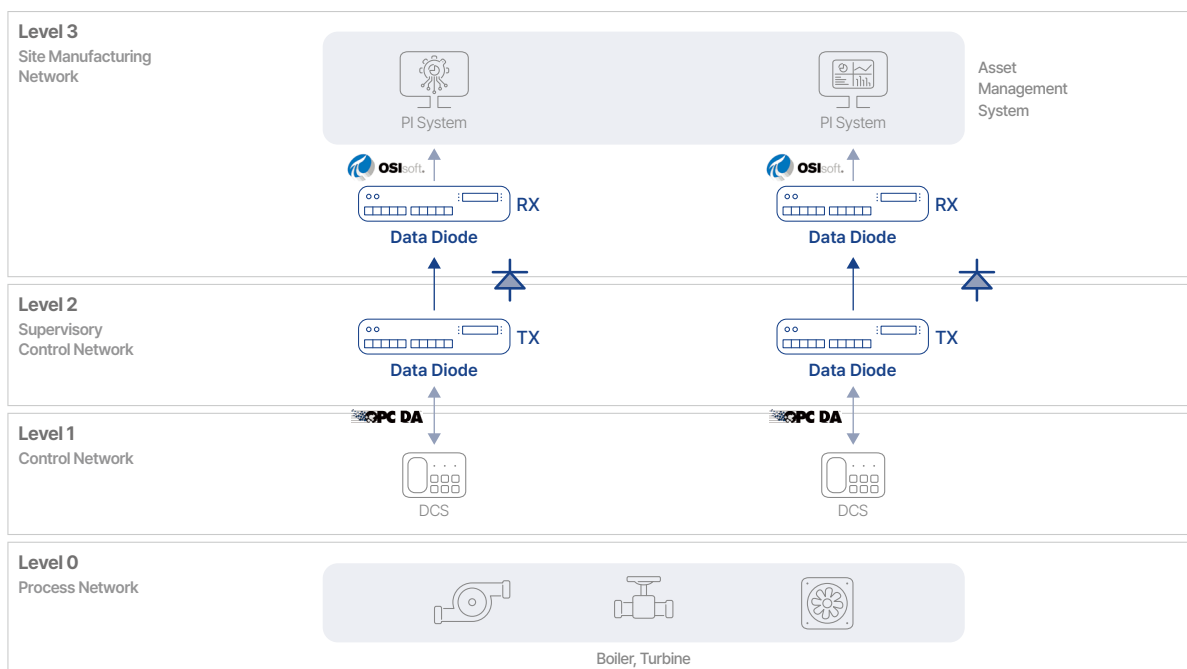 Level 3
Site Manufacturing
Network
PI System
PI System
Asset
Management
System
OSIsoft.
OSIsoft.
RX
RX
Data Diode
Data Diode
Level 2
Supervisory
Control Network
TX
TX
Data Diode
Data Diode
OPC DA
OPC DA
Level 1
Control Network
DCS
DCS
Level 0
Process Network
Boiler, Turbine